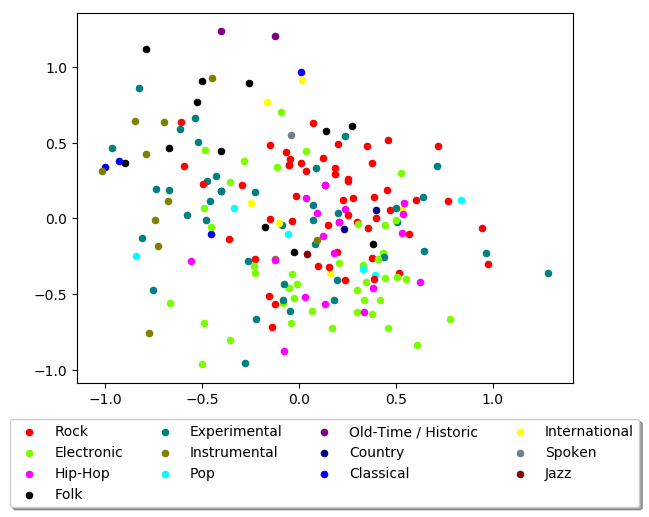 1.0
0.5
0.0
−0.5
−1.0
−1.0 −0.5 0.0 0.5 1.0
Rock Experimental Old-Time / Historic International
Electronic Instrumental Country Spoken
Hip-Hop Pop Classical Jazz
Folk